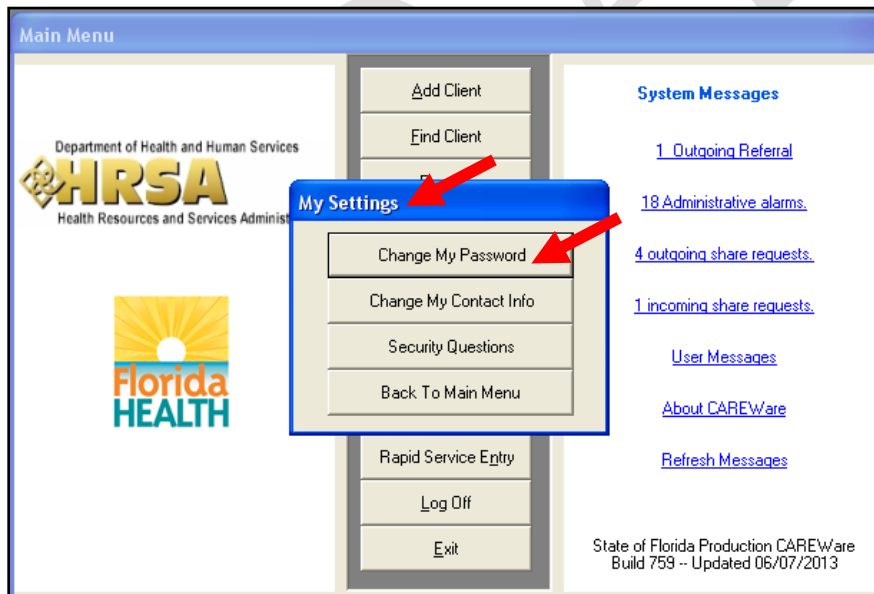 Main Menu
Department of Health and Human Services
HRSA
Health Resources and Services Administ
Florida
HEALTH
Add Client
Find Client
My Settings
Change My Password
Change My Contact Info
Security Questions
Back To Main Menu
Rapid Service Entry
Log Off
Exit
System Messages
1 Outgoing Referral
18 Administrative alarms.
4 outgoing share requests.
1 incoming share requests.
User Messages
About CAREWare
Refresh Messages
State of Florida Production CAREWare
Build 759 -- Updated 06/07/2013